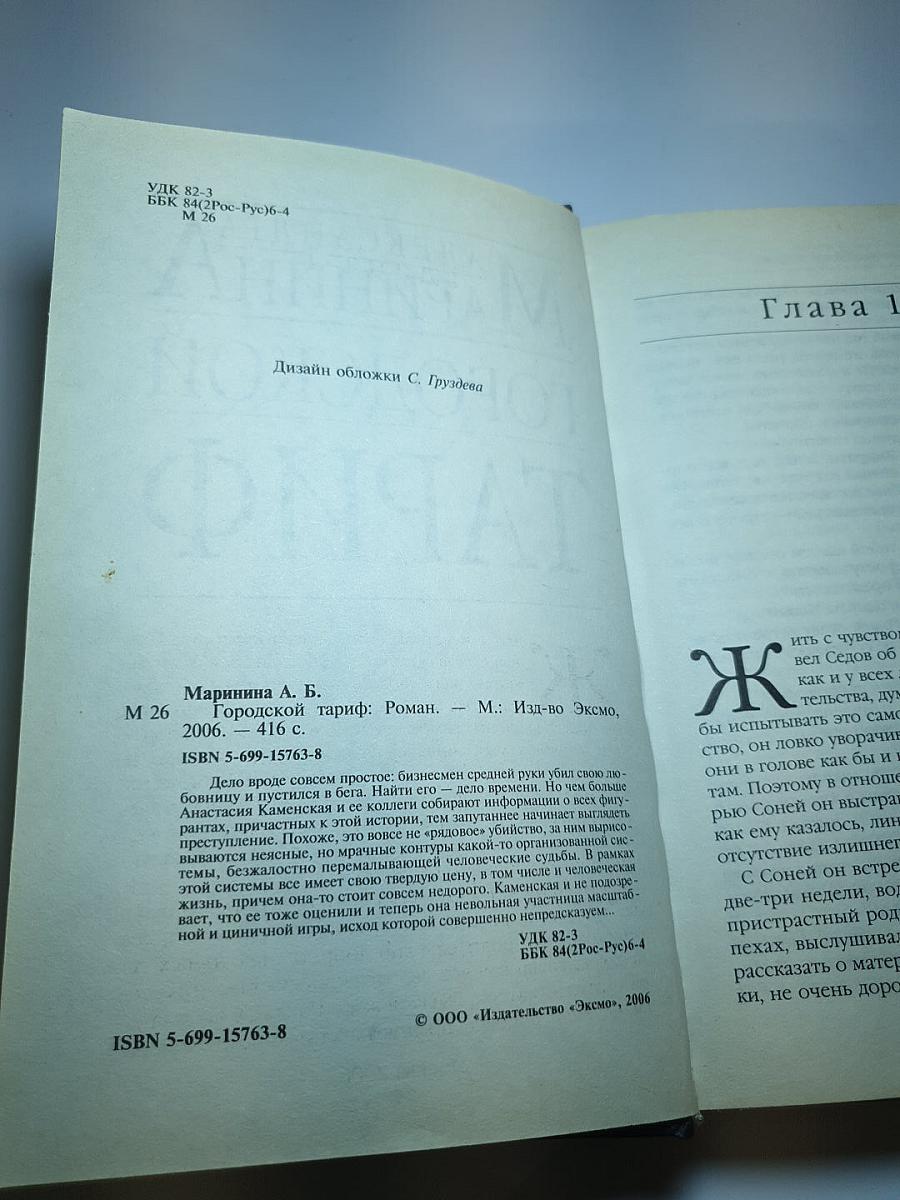 УДК 82-3
ББК 84(2Рос-Рус)6-4
М 26
Дизайн обложки С. Груздева
Маринина А. Б.
М 26 Городской тариф: Роман. — М.: Изд-во Эксмо,
2006. — 416 с.
ISBN 5-699-15763-8
Дело вроде совсем простое: бизнесмен средней руки убил свою лю-
бовницу и пустился в бега. Найти его — дело времени. Но чем больше
Анастасия Каменская и ее коллеги собирают информации о всех фигу-
рантах, причастных к этой истории, тем запутаннее начинает выглядеть
преступление. Похоже, это вовсе не «рядовое» убийство, за ним вырисо-
вываются неясные, но мрачные контуры какой-то организованной сис-
темы, безжалостно перемалывающей человеческие судьбы. В рамках
этой системы все имеет свою твердую цену, в том числе и человеческая
жизнь, причем она-то стоит совсем недорого. Каменская и не подозре-
вает, что ее тоже оценили и теперь она невольная участница масштаб-
ной и циничной игры, исход которой совершенно непредсказуем...
УДК 82-3
ББК 84(2Рос-Рус)6-4
ISBN 5-699-15763-8
© ООО «Издательство «Эксмо», 2006
Глава 1
Жить с чувством
вел Седов об
как и у всех
тельства, дум
бы испытывать это само
ство, он ловко уворачив
они в голове как бы и
там. Поэтому в отноше
рью Соней он выстра
как ему казалось, лин
отсутствие излишнег
С Соней он встре
две-три недели, вод
пристрастный род
пехах, выслушивал
рассказать о матер
ки, не очень доро